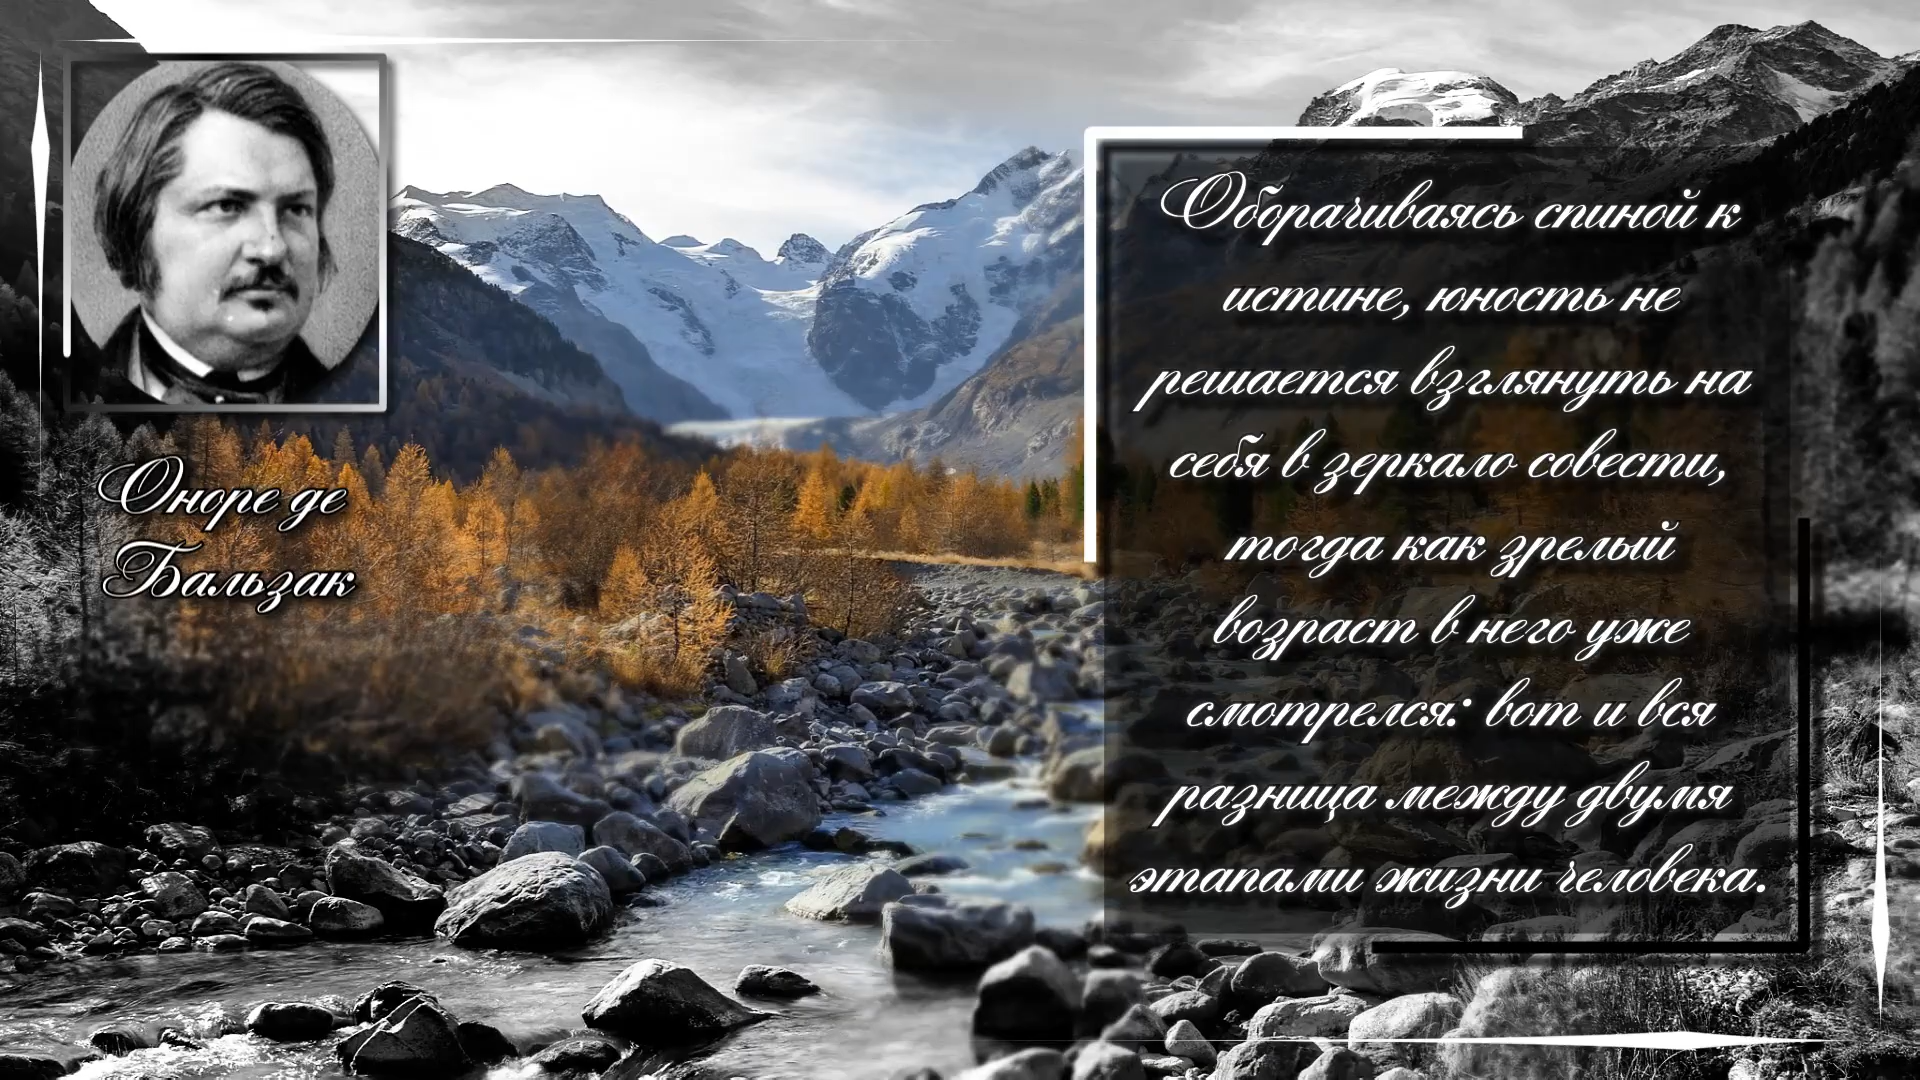 Оноре де
Бальзак
Оборачиваясь спиной к
истине, юность не
решается взглянуть на
себя в зеркало совести,
тогда как зрелый
возраст в него уже
смотрелся: вот и вся
разница между двумя
этапами жизни человека.